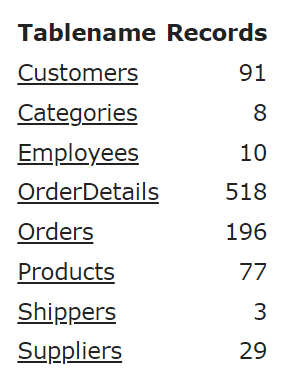 Tablename Records
Customers 91
Categories 8
Employees 10
OrderDetails 518
Orders 196
Products 77
Shippers 3
Suppliers 29